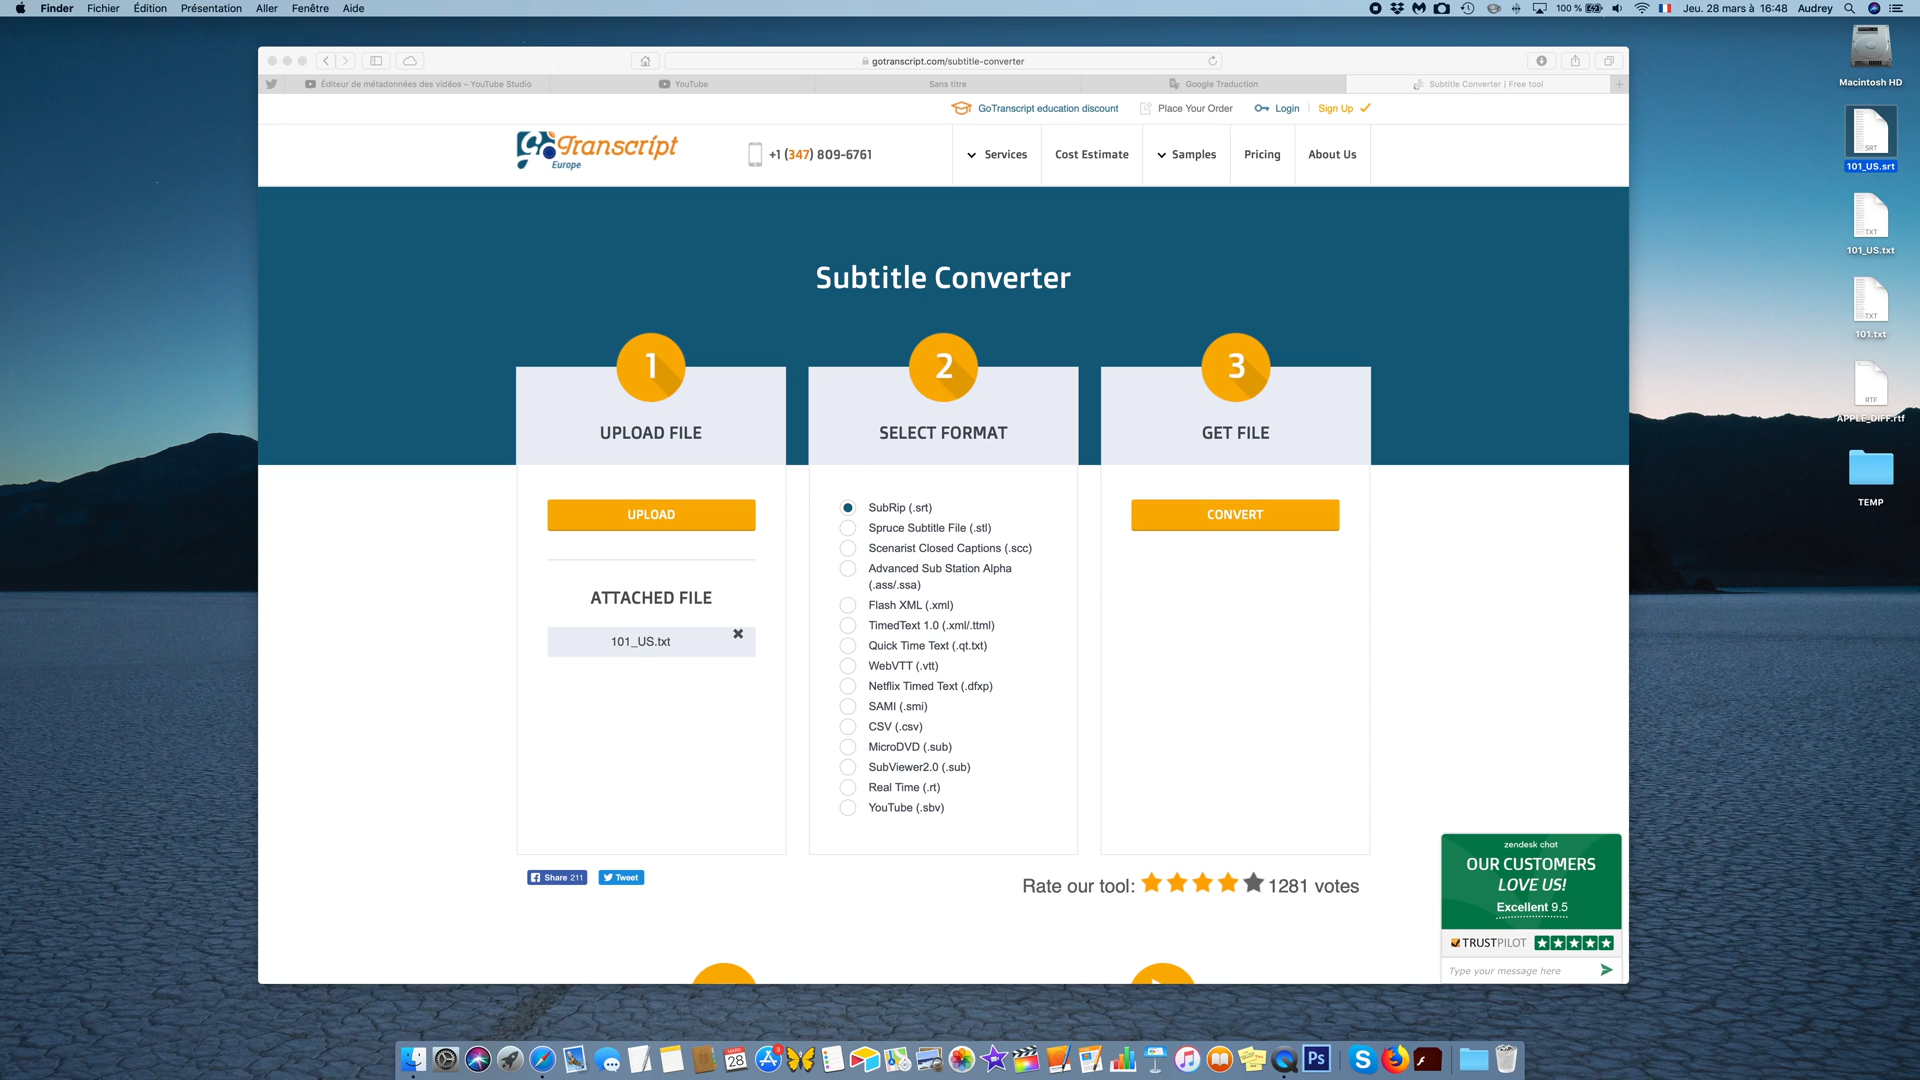 Finder Fichier Édition Présentation Aller Fenêtre Aide
100 % Jeu. 28 mars à 16:48 Audrey
gotranscript.com/subtitle-converter
Éditeur de métadonnées des vidéos – YouTube Studio YouTube Sans titre Google Traduction Subtitle Converter | Free tool
GoTranscript education discount Place Your Order Login Sign Up
GoTranscript
Europe
+1 (347) 809-6761 Services Cost Estimate Samples Pricing About Us
Subtitle Converter
1 2 3
UPLOAD FILE SELECT FORMAT GET FILE
UPLOAD
ATTACHED FILE
101_US.txt
SubRip (.srt)
Spruce Subtitle File (.stl)
Scenarist Closed Captions (.scc)
Advanced Sub Station Alpha
(.ass/.ssa)
Flash XML (.xml)
TimedText 1.0 (.xml/.ttml)
Quick Time Text (.qt.txt)
WebVTT (.vtt)
Netflix Timed Text (.dfxp)
SAMI (.smi)
CSV (.csv)
MicroDVD (.sub)
SubViewer2.0 (.sub)
Real Time (.rt)
YouTube (.sbv)
CONVERT
Share 211 Tweet
Rate our tool: 1281 votes
zendesk chat
OUR CUSTOMERS
LOVE US!
Excellent 9.5
TRUSTPILOT
Type your message here
Macintosh HD
SRT
101_US.srt
TXT
101_US.txt
TXT
101.txt
RTF
APPLE_DIFF.rtf
TEMP
28
Ps